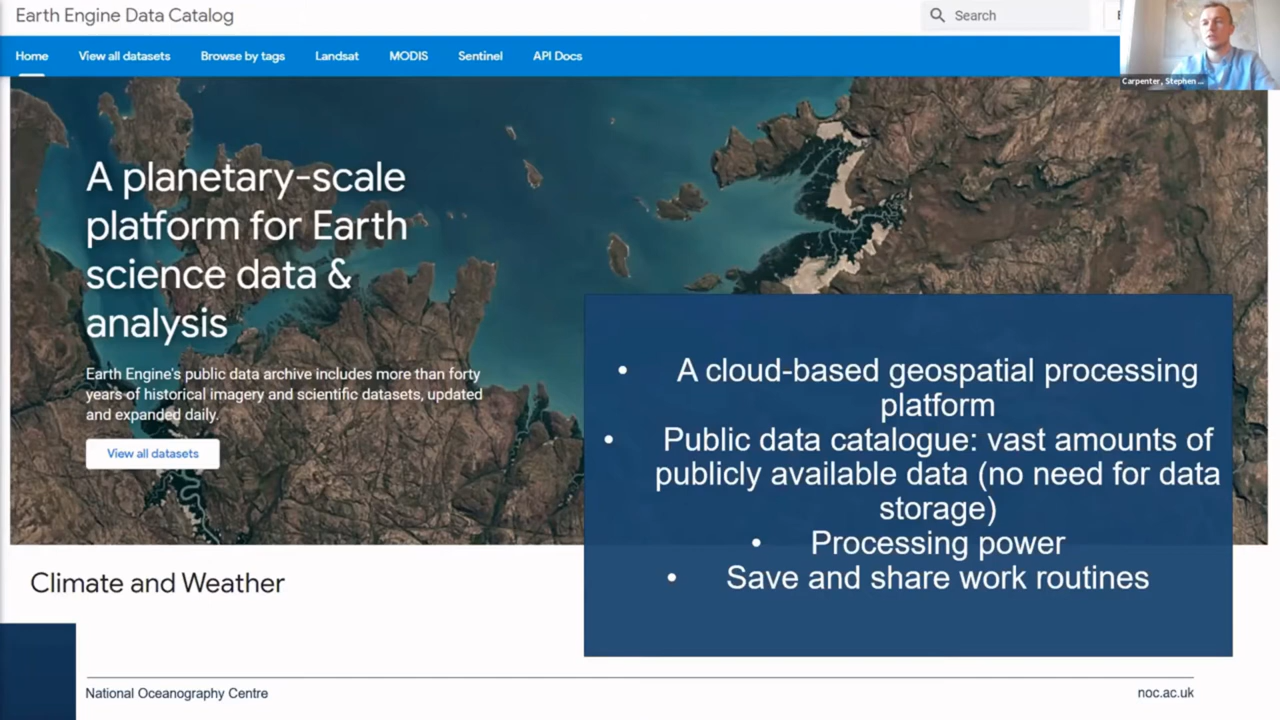 Earth Engine Data Catalog
Search
Home View all datasets Browse by tags Landsat MODIS Sentinel API Docs
Carpenter, Stephen ...
A planetary-scale
platform for Earth
science data &
analysis
Earth Engine's public data archive includes more than forty
years of historical imagery and scientific datasets, updated
and expanded daily.
View all datasets
• A cloud-based geospatial processing
platform
• Public data catalogue: vast amounts of
publicly available data (no need for data
storage)
• Processing power
• Save and share work routines
Climate and Weather
National Oceanography Centre
noc.ac.uk